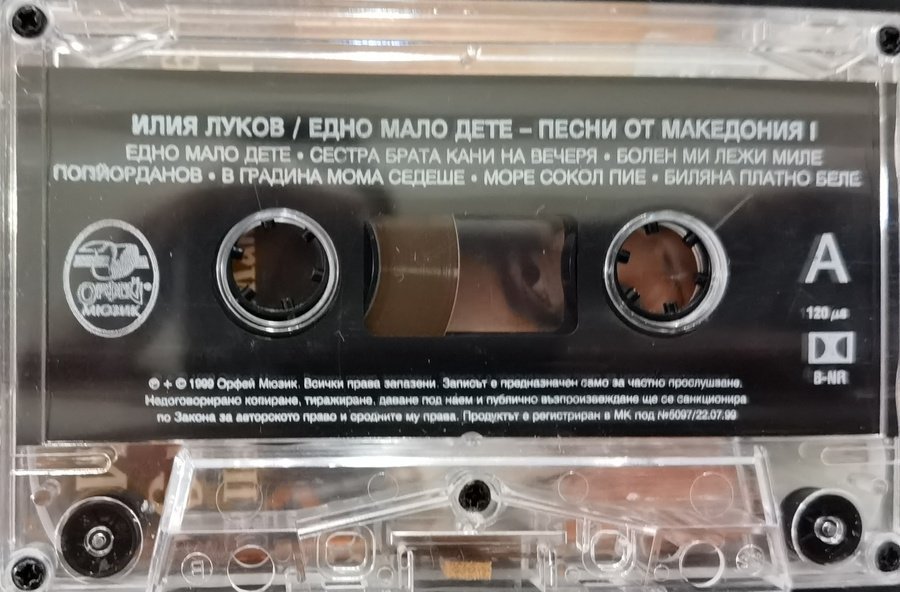 ИЛИЯ ЛУКОВ / ЕДНО МАЛО ДЕТЕ – ПЕСНИ ОТ МАКЕДОНИЯ I
ЕДНО МАЛО ДЕТЕ • СЕСТРА БРАТА КАНИ НА ВЕЧЕРЯ • БОЛЕН МИ ЛЕЖИ МИЛЕ
ПОПЙОРДАНОВ • В ГРАДИНА МОМА СЕДЕШЕ • МОРЕ СОКОЛ ПИЕ • БИЛЯНА ПЛАТНО БЕЛЕ
ОРФЕЙ
МЮЗИК
A
120 μs
B-NR
℗ + © 1999 Орфей Мюзик. Всички права запазени. Записът е предназначен само за частно прослушване.
Недоговорирано копиране, тиражиране, даване под наем и публично възпроизвеждане ще се санкционира
по Закона за авторското право и сродните му права. Продуктът е регистриран в МК под №5097/22.07.99